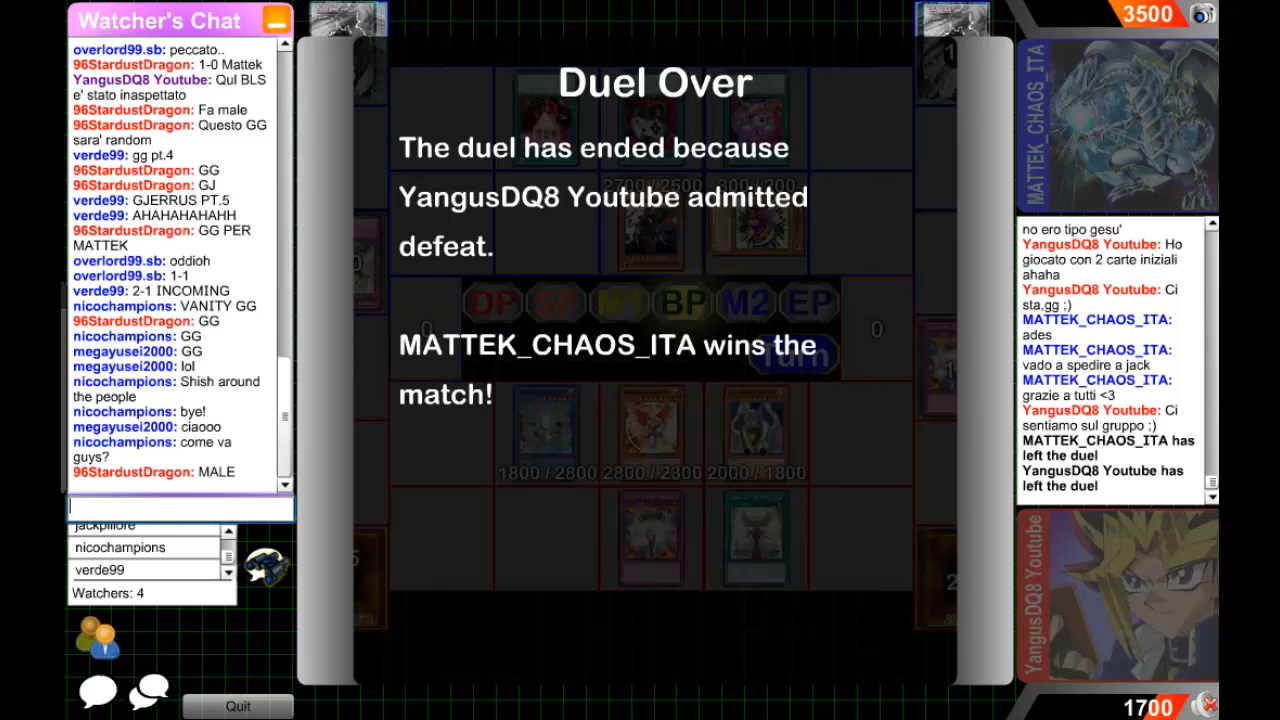 Watcher's Chat
overlord99.sb: peccato..
96StardustDragon: 1-0 Mattek
YangusDQ8 Youtube: Qul BLS
e' stato inaspettato
96StardustDragon: Fa male
96StardustDragon: Questo GG
sara' random
verde99: gg pt.4
96StardustDragon: GG
96StardustDragon: GJ
verde99: GJERRUS PT.5
verde99: AHAHAHAHAHH
96StardustDragon: GG PER
MATTEK
overlord99.sb: oddioh
overlord99.sb: 1-1
verde99: 2-1 INCOMING
nicochampions: VANITY GG
96StardustDragon: GG
nicochampions: GG
megayusei2000: GG
megayusei2000: lol
nicochampions: Shish around
the people
nicochampions: bye!
megayusei2000: ciaooo
nicochampions: come va
guys?
96StardustDragon: MALE
jackpillore
nicochampions
verde99
Watchers: 4
Quit
Duel Over
The duel has ended because
YangusDQ8 Youtube admitted
defeat.
MATTEK_CHAOS_ITA wins the
match!
2700 / 2500
300 / 200
0
DP
SP
M1
BP
M2
EP
0
Turn
1800 / 2800
2800 / 2300
2000 / 1800
3500
MATTEK_CHAOS_ITA
no ero tipo gesu'
YangusDQ8 Youtube: Ho
giocato con 2 carte iniziali
ahaha
YangusDQ8 Youtube: Ci
sta.gg ;)
MATTEK_CHAOS_ITA:
ades
MATTEK_CHAOS_ITA:
vado a spedire a jack
MATTEK_CHAOS_ITA:
grazie a tutti <3
YangusDQ8 Youtube: Ci
sentiamo sul gruppo ;)
MATTEK_CHAOS_ITA has
left the duel
YangusDQ8 Youtube has
left the duel
YangusDQ8 Youtube
1700